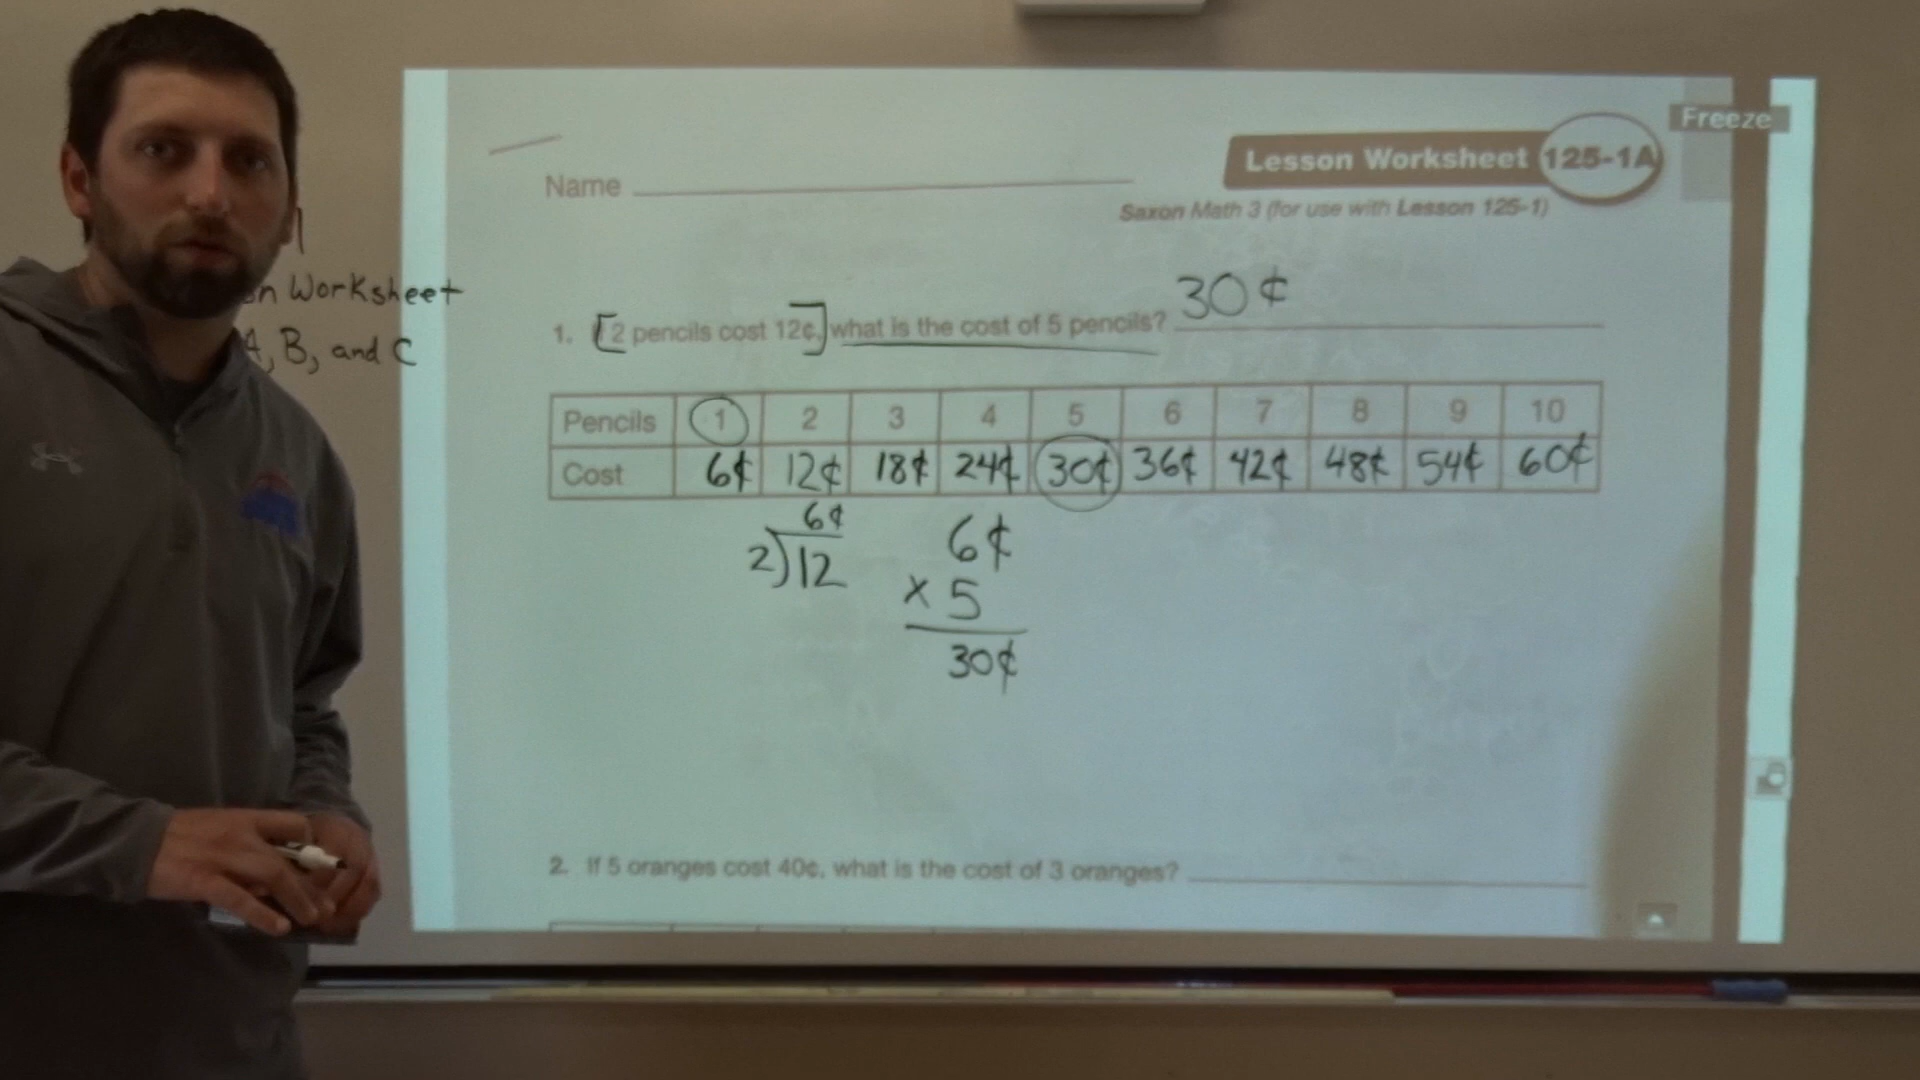 Freeze
Lesson Worksheet 125-1A
Name
Saxon Math 3 (for use with Lesson 125-1)
Worksheet
B, and C
30¢
1. 2 pencils cost 12¢, what is the cost of 5 pencils?
Pencils 1 2 3 4 5 6 7 8 9 10
Cost 6¢ 12¢ 18¢ 24¢ 30¢ 36¢ 42¢ 48¢ 54¢ 60¢
6¢
2)12
6¢
x 5
30¢
2. If 5 oranges cost 40¢, what is the cost of 3 oranges?